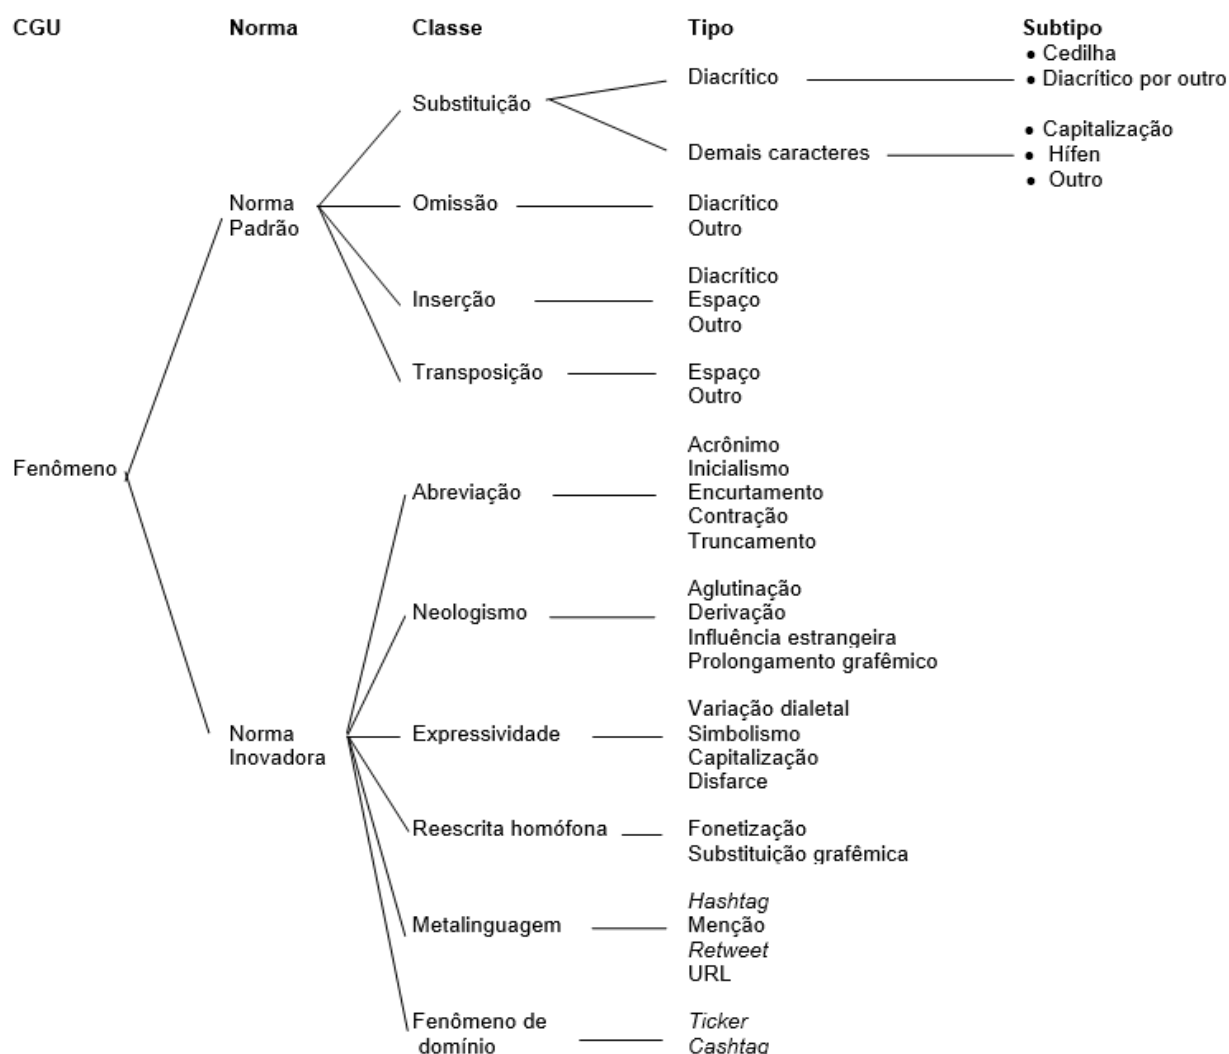 CGU Norma Classe Tipo Subtipo
• Cedilha
Diacrítico • Diacrítico por outro
Substituição
• Capitalização
Demais caracteres • Hífen
• Outro
Norma Padrão
Omissão
Diacrítico
Outro
Inserção
Diacrítico
Espaço
Outro
Transposição
Espaço
Outro
Fenômeno
Abreviação
Acrônimo
Inicialismo
Encurtamento
Contração
Truncamento
Neologismo
Aglutinação
Derivação
Influência estrangeira
Prolongamento grafêmico
Norma
Inovadora
Expressividade
Variação dialetal
Simbolismo
Capitalização
Disfarce
Reescrita homófona
Fonetização
Substituição grafêmica
Metalinguagem
Hashtag
Menção
Retweet
URL
Fenômeno de
domínio
Ticker
Cashtag